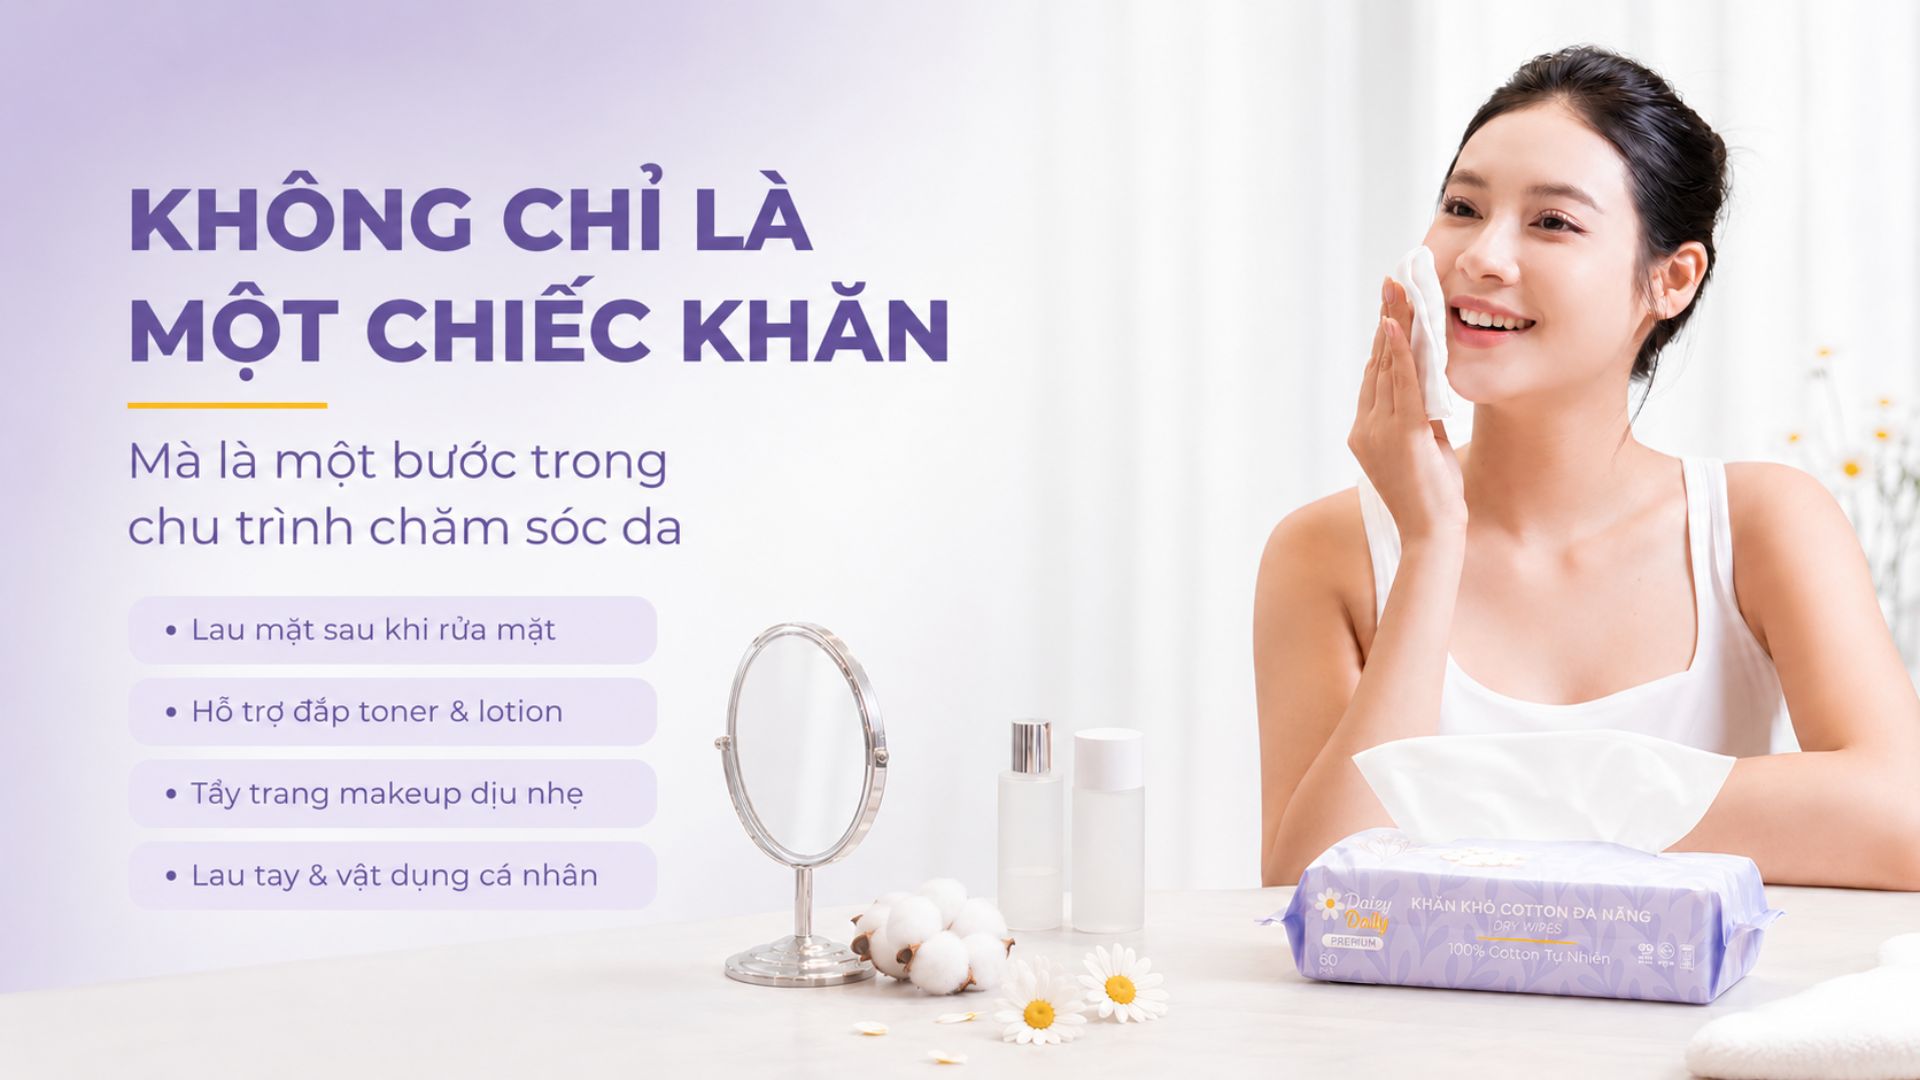 KHÔNG CHỈ LÀ
MỘT CHIẾC KHĂN
Mà là một bước trong
chu trình chăm sóc da
• Lau mặt sau khi rửa mặt
• Hỗ trợ đắp toner & lotion
• Tẩy trang makeup dịu nhẹ
• Lau tay & vật dụng cá nhân
Daizy
Daily
PREMIUM
60
PCS
KHĂN KHÔ COTTON ĐA NĂNG
DRY WIPES
100% Cotton Tự Nhiên